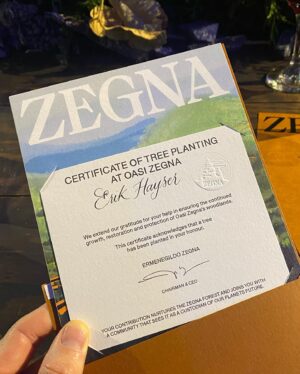 ZEGNA
CERTIFICATE OF TREE PLANTING
AT OASI ZEGNA
Erik Hayser
ZEGNA
We extend our gratitude for your help in ensuring the continued
growth, restoration and protection of Oasi Zegna's woodlands.
This certificate acknowledges that a tree
has been planted in your honour.
ERMENEGILDO ZEGNA
CHAIRMAN & CEO
YOUR CONTRIBUTION NURTURES THE ZEGNA FOREST AND JOINS YOU WITH
A COMMUNITY THAT SEES IT AS A CUSTODIAN OF OUR PLANETS FUTURE.